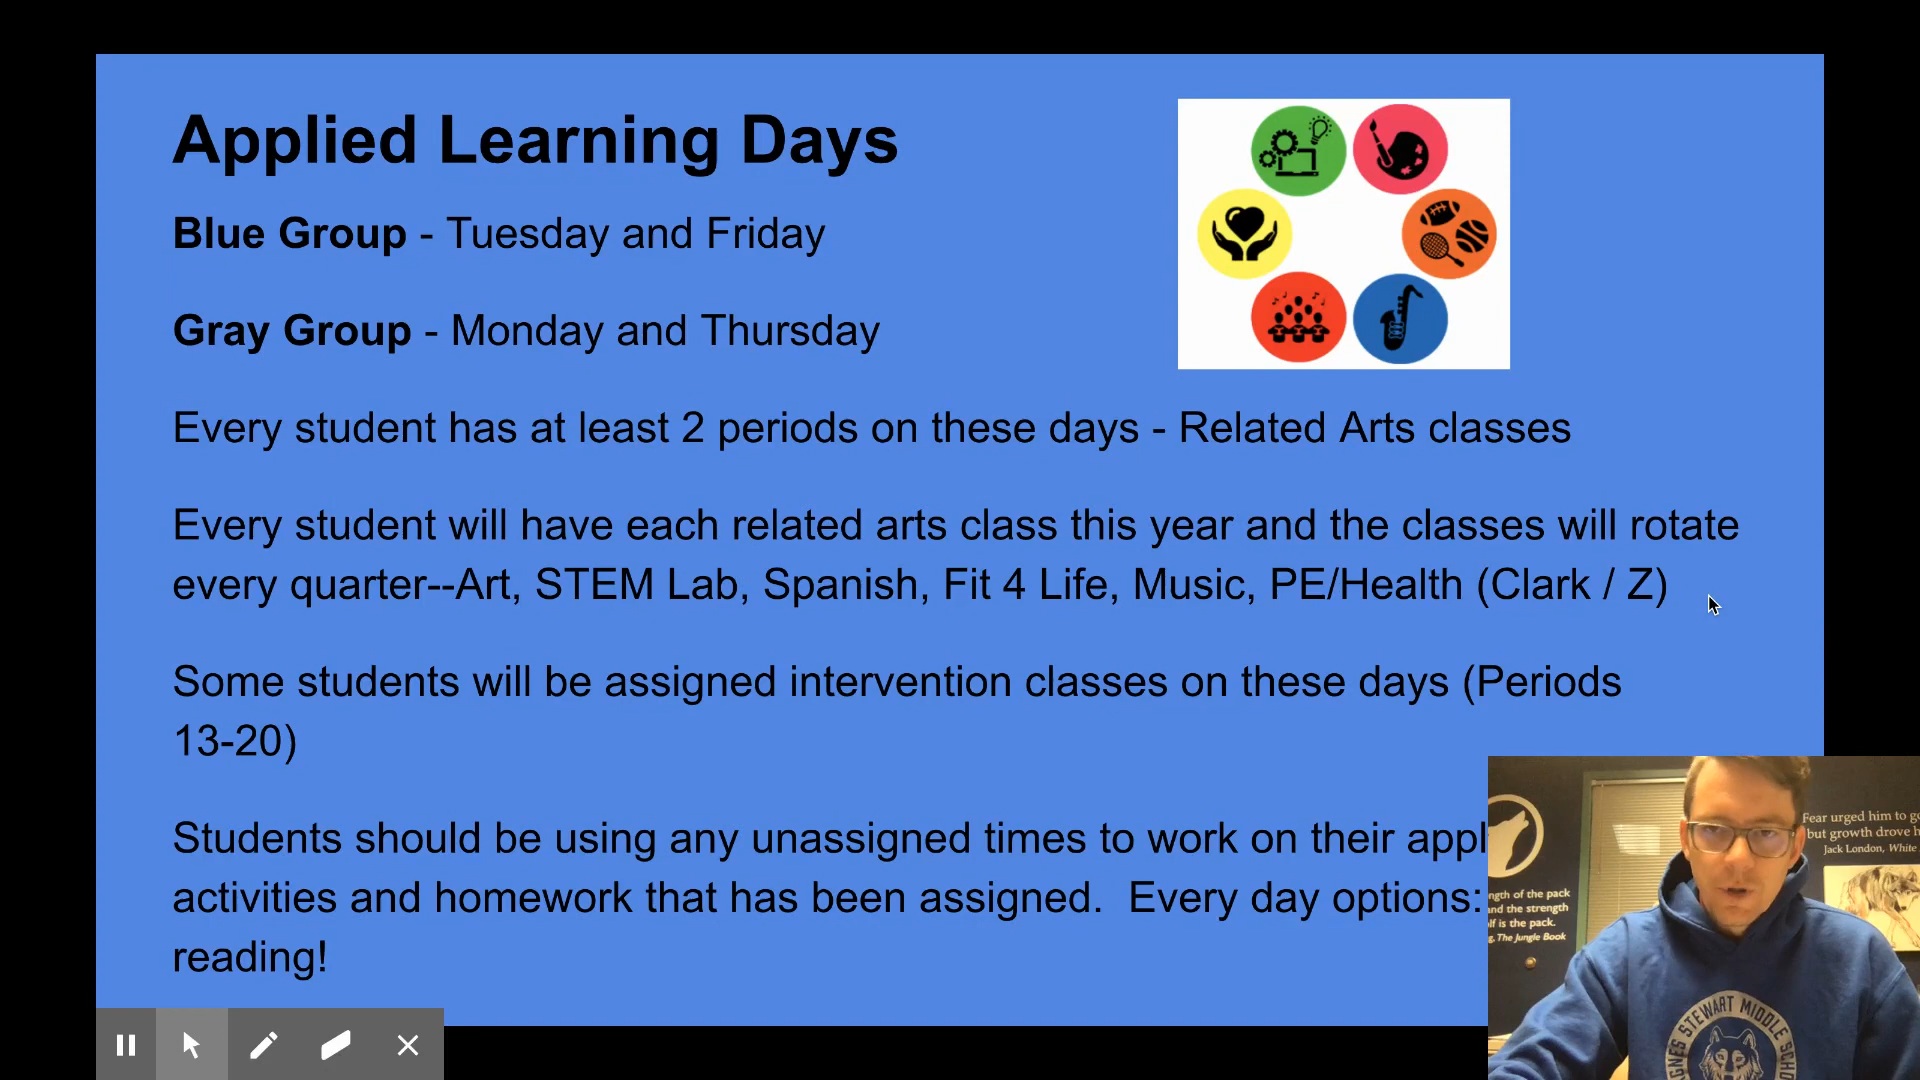 Applied Learning Days
Blue Group - Tuesday and Friday
Gray Group - Monday and Thursday
Every student has at least 2 periods on these days - Related Arts classes
Every student will have each related arts class this year and the classes will rotate
every quarter--Art, STEM Lab, Spanish, Fit 4 Life, Music, PE/Health (Clark / Z)
Some students will be assigned intervention classes on these days (Periods
13-20)
Students should be using any unassigned times to work on their appl
activities and homework that has been assigned.  Every day options:
reading!
Fear urged him to go
but growth drove h
Jack London, White
ngth of the pack
and the strength
lf is the pack.
g, The Jungle Book
GNES STEWART MIDDLE SCHO